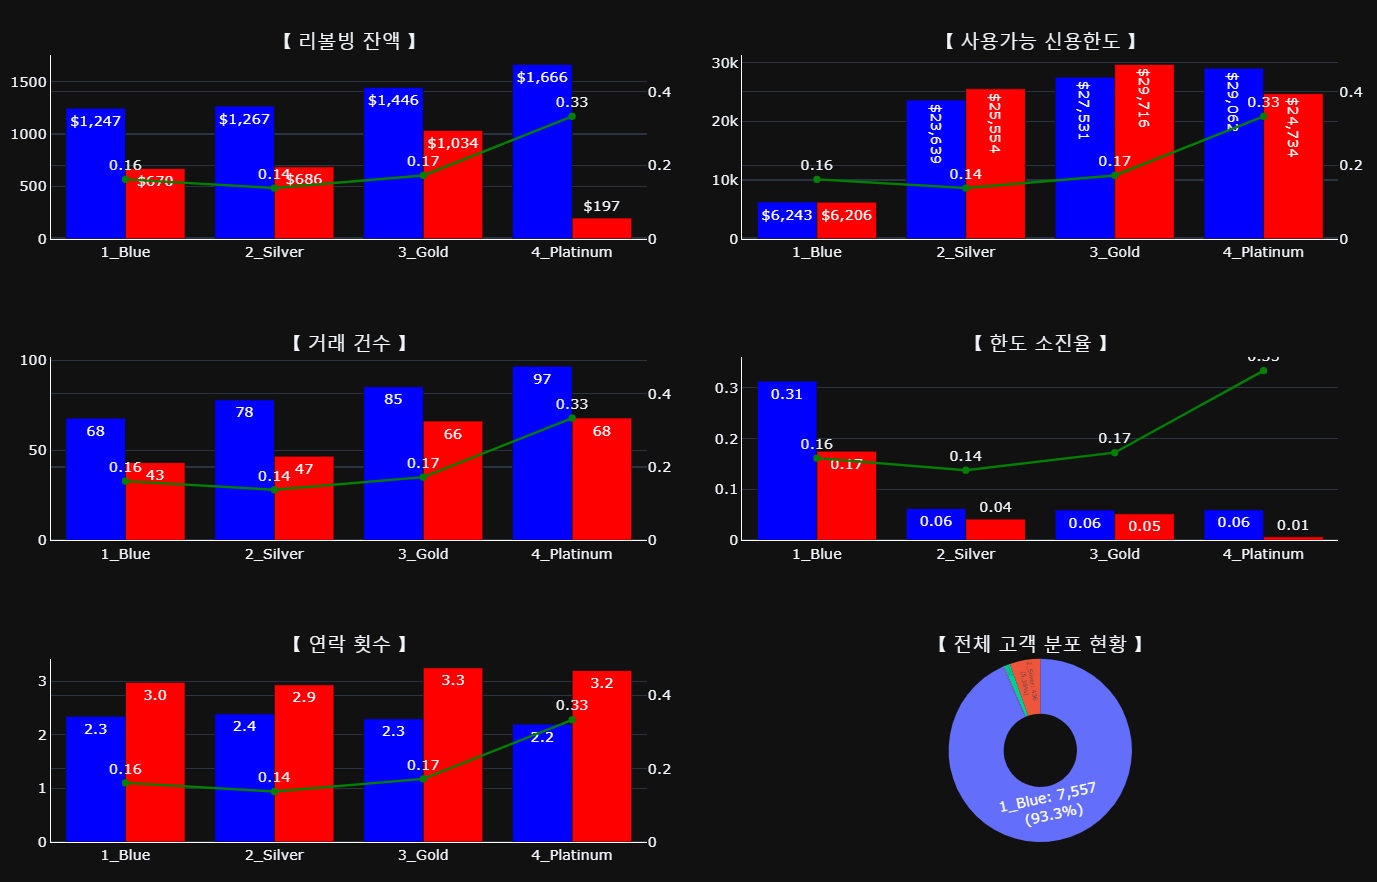 【 리볼빙 잔액 】
1500
1000
500
0
$1,247
$670
$1,267
$686
$1,446
$1,034
$1,666
$197
0.16
0.14
0.17
0.33
0.4
0.2
0
1_Blue
2_Silver
3_Gold
4_Platinum
【 사용가능 신용한도 】
30k
20k
10k
0
$6,243
$6,206
$23,639
$25,554
$27,531
$29,716
$29,062
$24,734
0.16
0.14
0.17
0.33
0.4
0.2
0
1_Blue
2_Silver
3_Gold
4_Platinum
【 거래 건수 】
100
50
0
68
43
78
47
85
66
97
68
0.16
0.14
0.17
0.33
0.4
0.2
0
1_Blue
2_Silver
3_Gold
4_Platinum
【 한도 소진율 】
0.3
0.2
0.1
0
0.31
0.17
0.06
0.04
0.06
0.05
0.06
0.01
0.16
0.14
0.17
1_Blue
2_Silver
3_Gold
4_Platinum
【 연락 횟수 】
3
2
1
0
2.3
3.0
2.4
2.9
2.3
3.3
2.2
3.2
0.16
0.14
0.17
0.33
0.4
0.2
0
1_Blue
2_Silver
3_Gold
4_Platinum
【 전체 고객 분포 현황 】
1_Blue: 7,557
(93.3%)